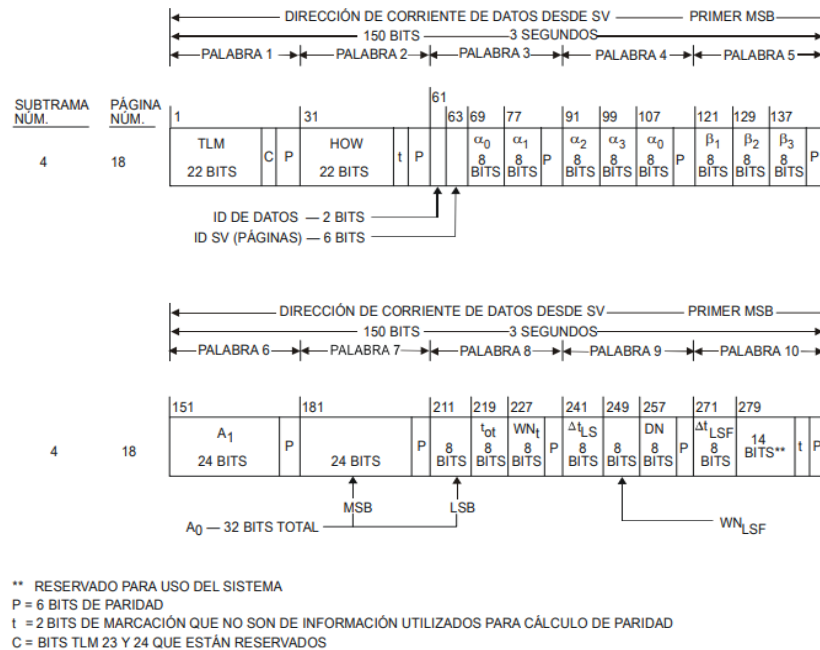 DIRECCIÓN DE CORRIENTE DE DATOS DESDE SV PRIMER MSB
150 BITS 3 SEGUNDOS
PALABRA 1 PALABRA 2 PALABRA 3 PALABRA 4 PALABRA 5
SUBTRAMA NÚM. PÁGINA NÚM.
61
1 31 63 69 77 91 99 107 121 129 137
4 18
TLM 22 BITS C P HOW 22 BITS t P α0 8 BITS α1 8 BITS P α2 8 BITS α3 8 BITS α0 8 BITS P β1 8 BITS β2 8 BITS β3 8 BITS P
ID DE DATOS — 2 BITS
ID SV (PÁGINAS) — 6 BITS
DIRECCIÓN DE CORRIENTE DE DATOS DESDE SV PRIMER MSB
150 BITS 3 SEGUNDOS
PALABRA 6 PALABRA 7 PALABRA 8 PALABRA 9 PALABRA 10
151 181 211 219 227 241 249 257 271 279
4 18
A1 24 BITS P 24 BITS P 8 BITS tot 8 BITS WNt 8 BITS P ΔtLS 8 BITS 8 BITS DN 8 BITS P ΔtLSF 8 BITS 14 BITS** t P
MSB LSB
A0 — 32 BITS TOTAL WNLSF
** RESERVADO PARA USO DEL SISTEMA
P = 6 BITS DE PARIDAD
t = 2 BITS DE MARCACIÓN QUE NO SON DE INFORMACIÓN UTILIZADOS PARA CÁLCULO DE PARIDAD
C = BITS TLM 23 Y 24 QUE ESTÁN RESERVADOS